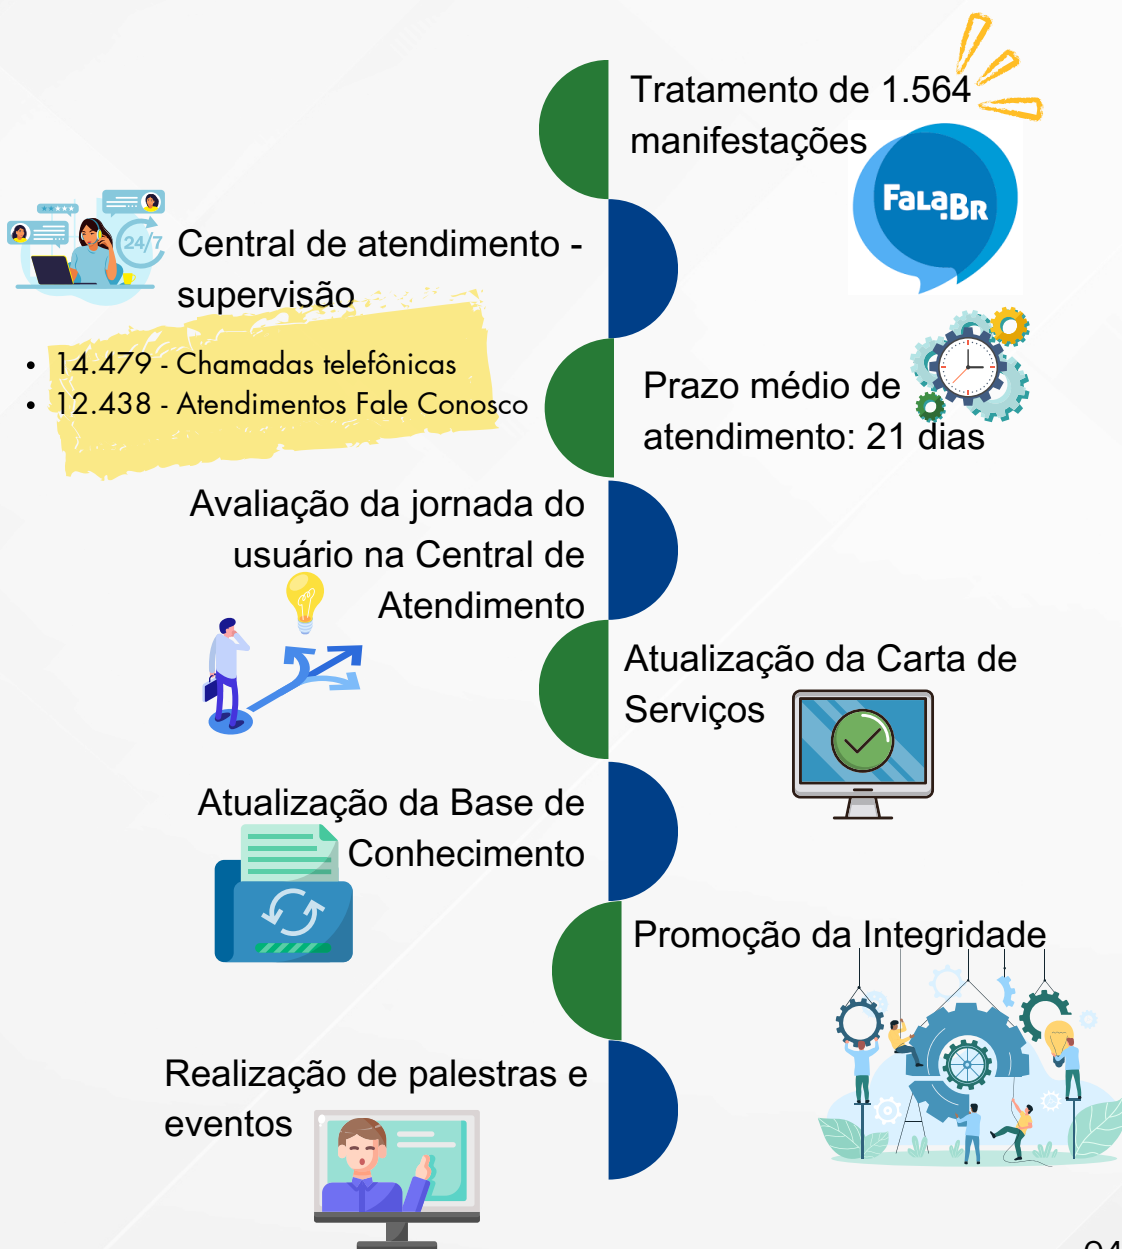 Tratamento de 1.564
manifestações
FalaBR
24/7
Central de atendimento -
supervisão
• 14.479 - Chamadas telefônicas
• 12.438 - Atendimentos Fale Conosco
Prazo médio de
atendimento: 21 dias
Avaliação da jornada do
usuário na Central de
Atendimento
Atualização da Carta de
Serviços
Atualização da Base de
Conhecimento
Promoção da Integridade
Realização de palestras e
eventos